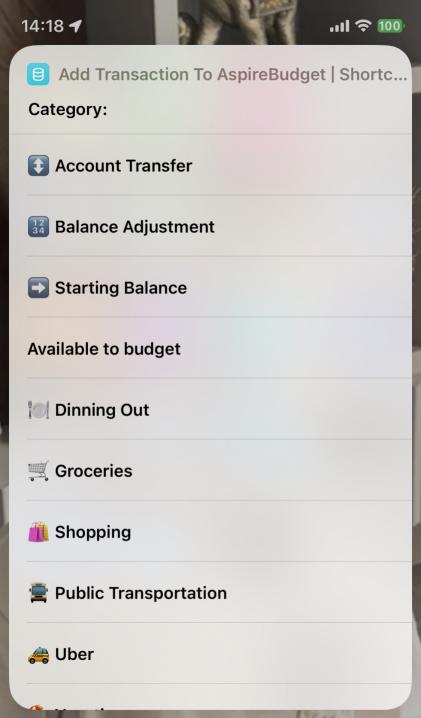 14:18
100
Add Transaction To AspireBudget | Shortc...
Category:
Account Transfer
1234
Balance Adjustment
Starting Balance
Available to budget
Dinning Out
Groceries
Shopping
Public Transportation
Uber